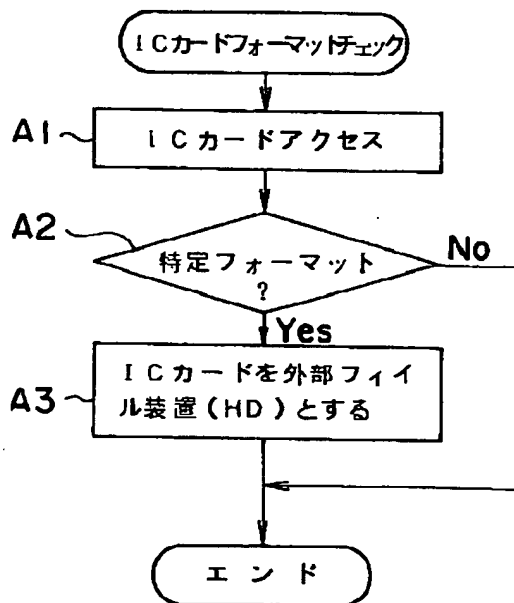 ICカードフォーマットチェック
A1
ICカードアクセス
A2
特定フォーマット
?
No
Yes
A3
ICカードを外部フィイ
ル装置(HD)とする
エンド